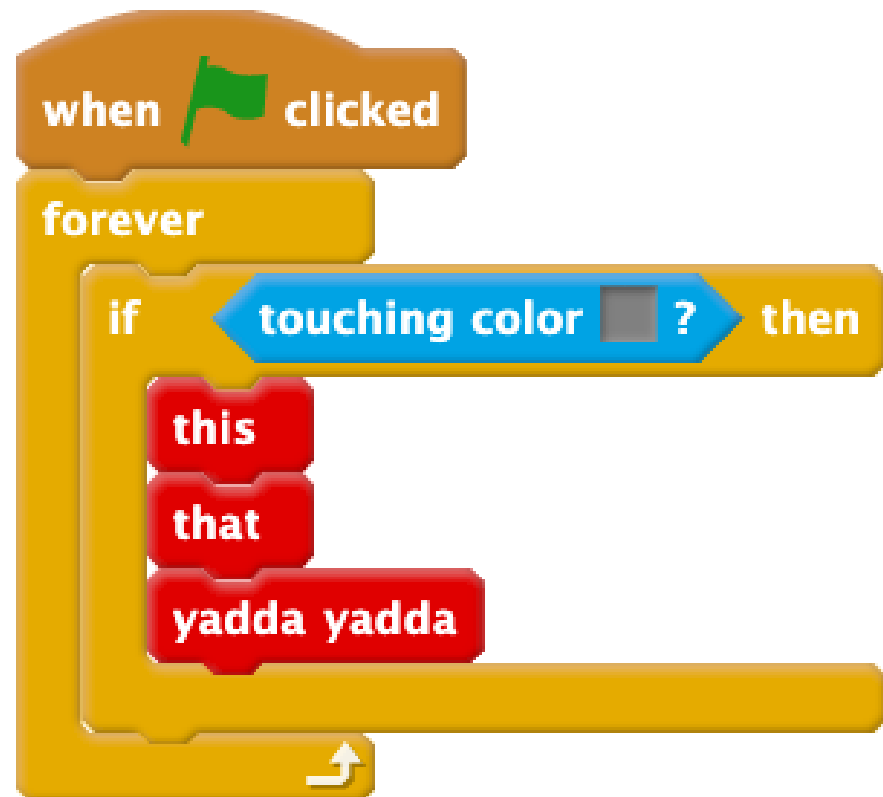 when clicked
forever
if touching color ? then
this
that
yadda yadda